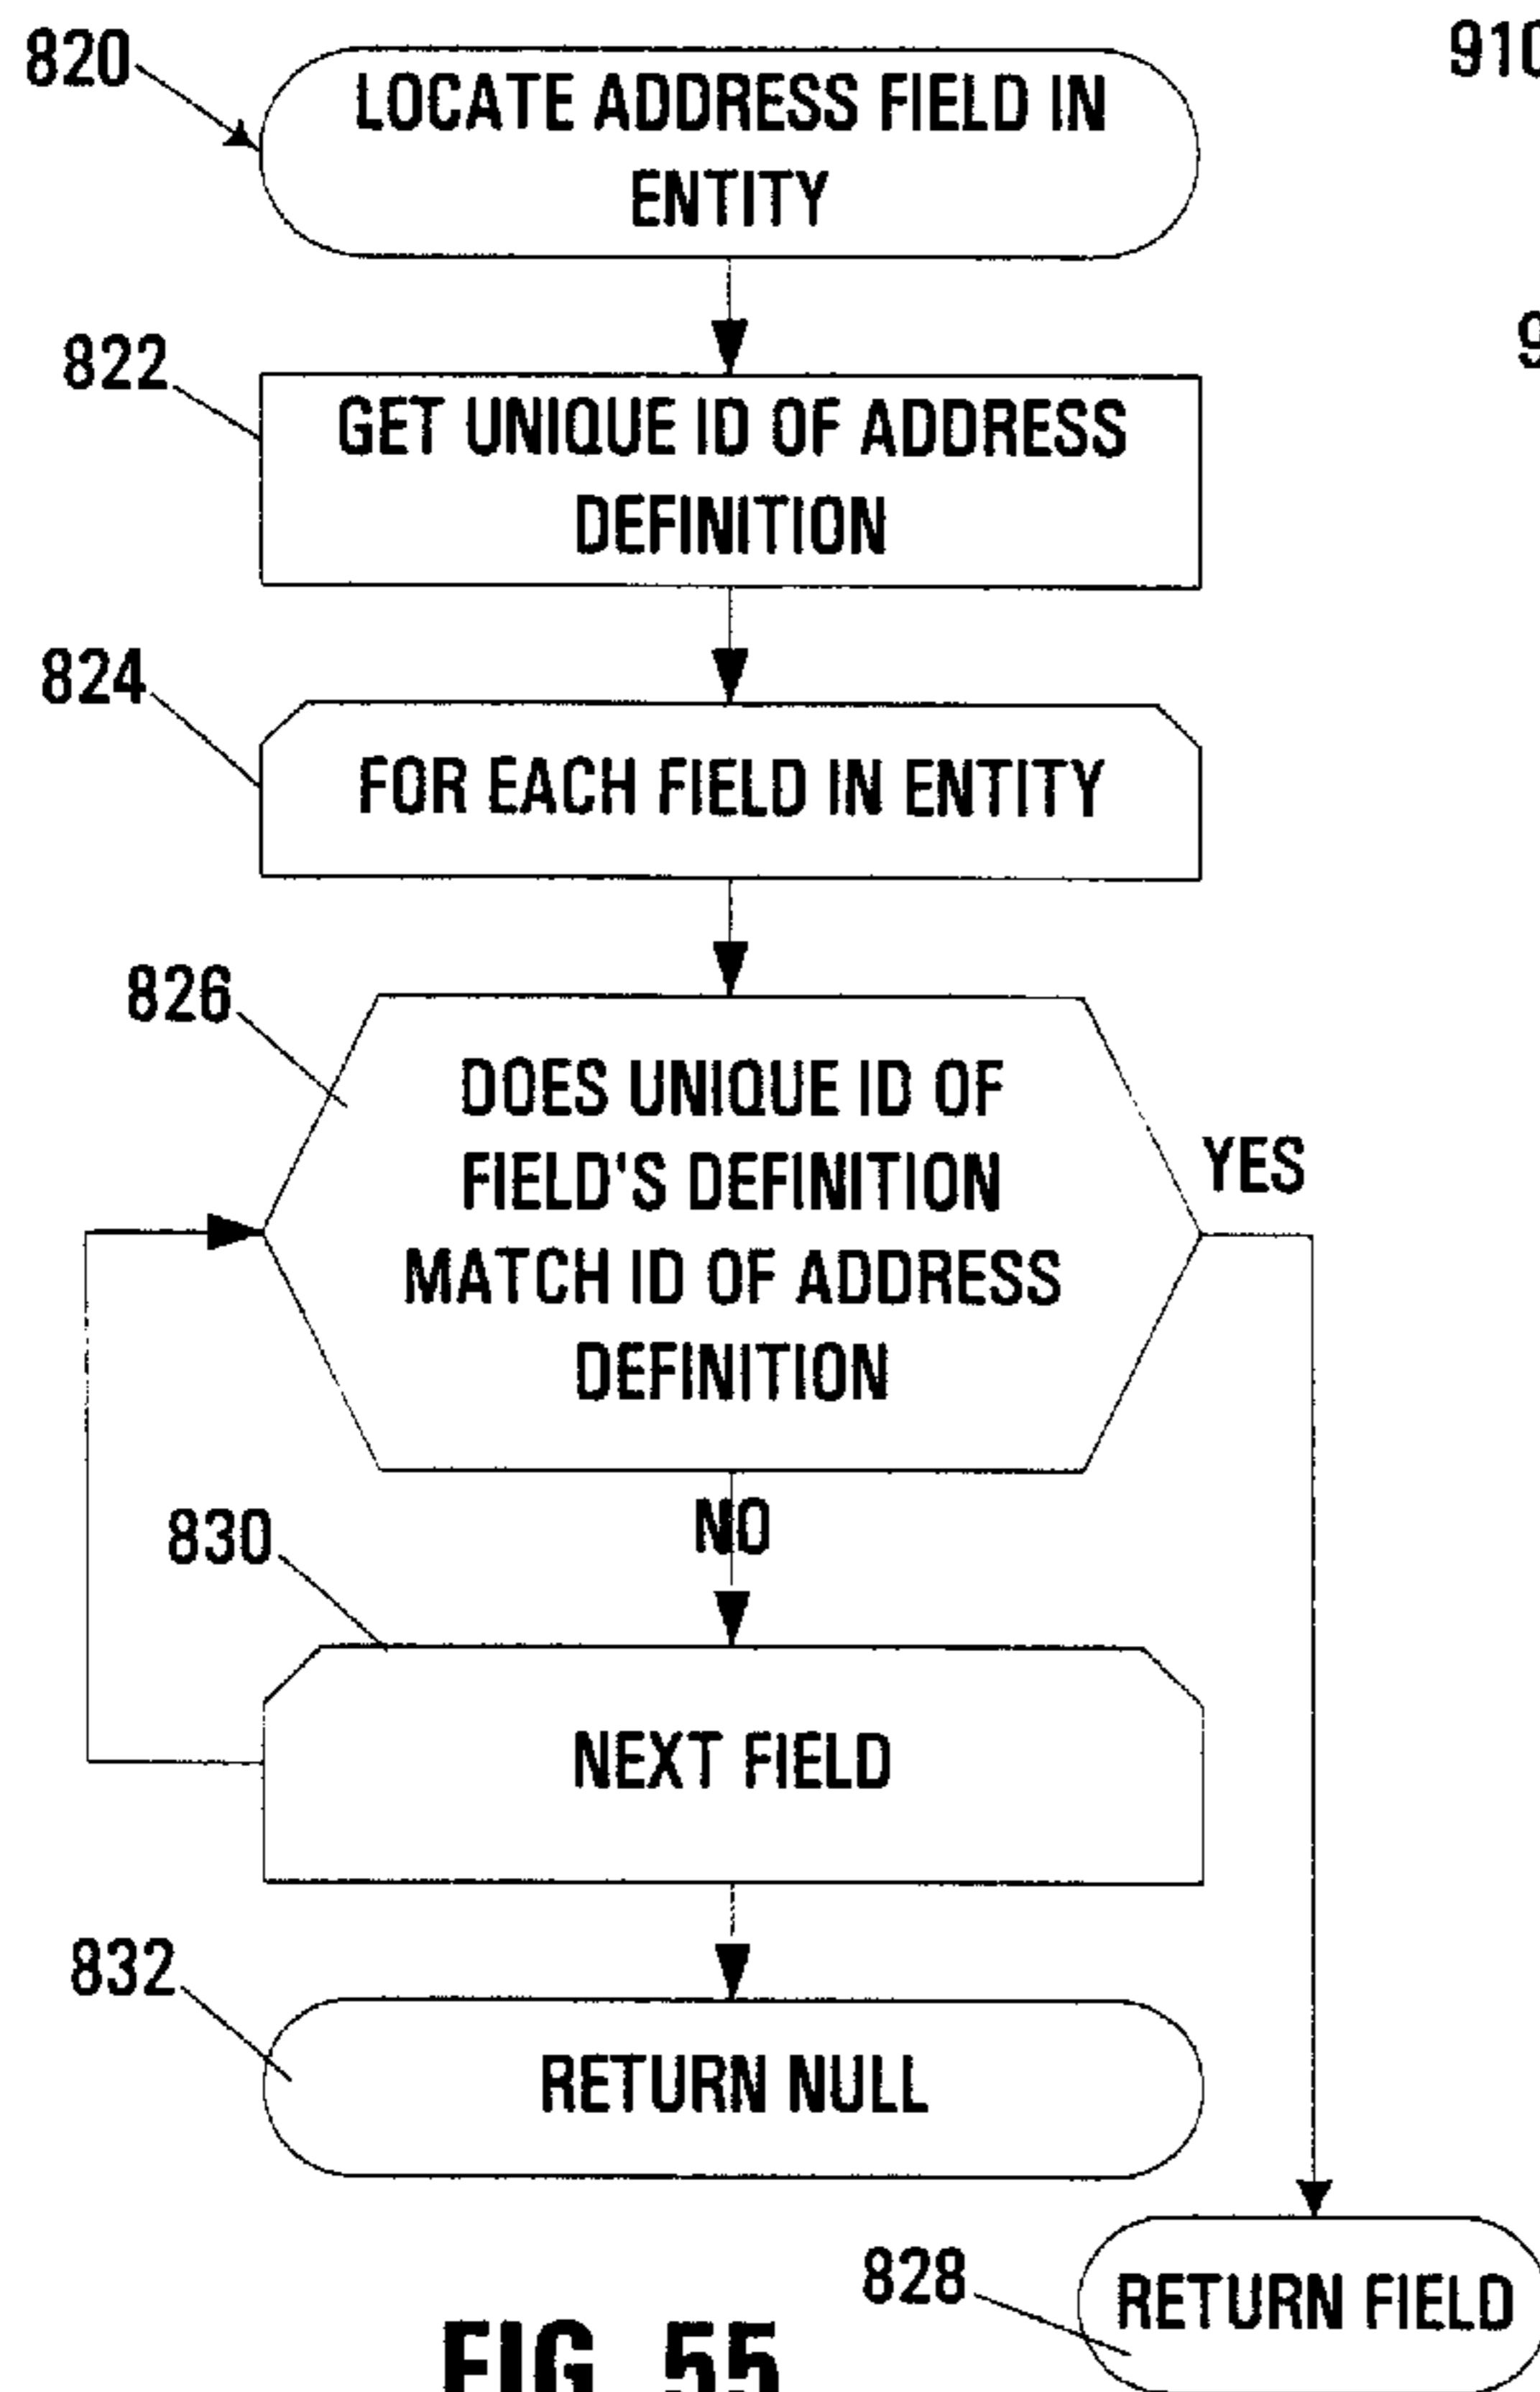 820
LOCATE ADDRESS FIELD IN
ENTITY
822
GET UNIQUE ID OF ADDRESS
DEFINITION
824
FOR EACH FIELD IN ENTITY
826
DOES UNIQUE ID OF
FIELD'S DEFINITION
MATCH ID OF ADDRESS
DEFINITION
YES
NO
830
NEXT FIELD
832
RETURN NULL
828
RETURN FIELD
FIG. 55